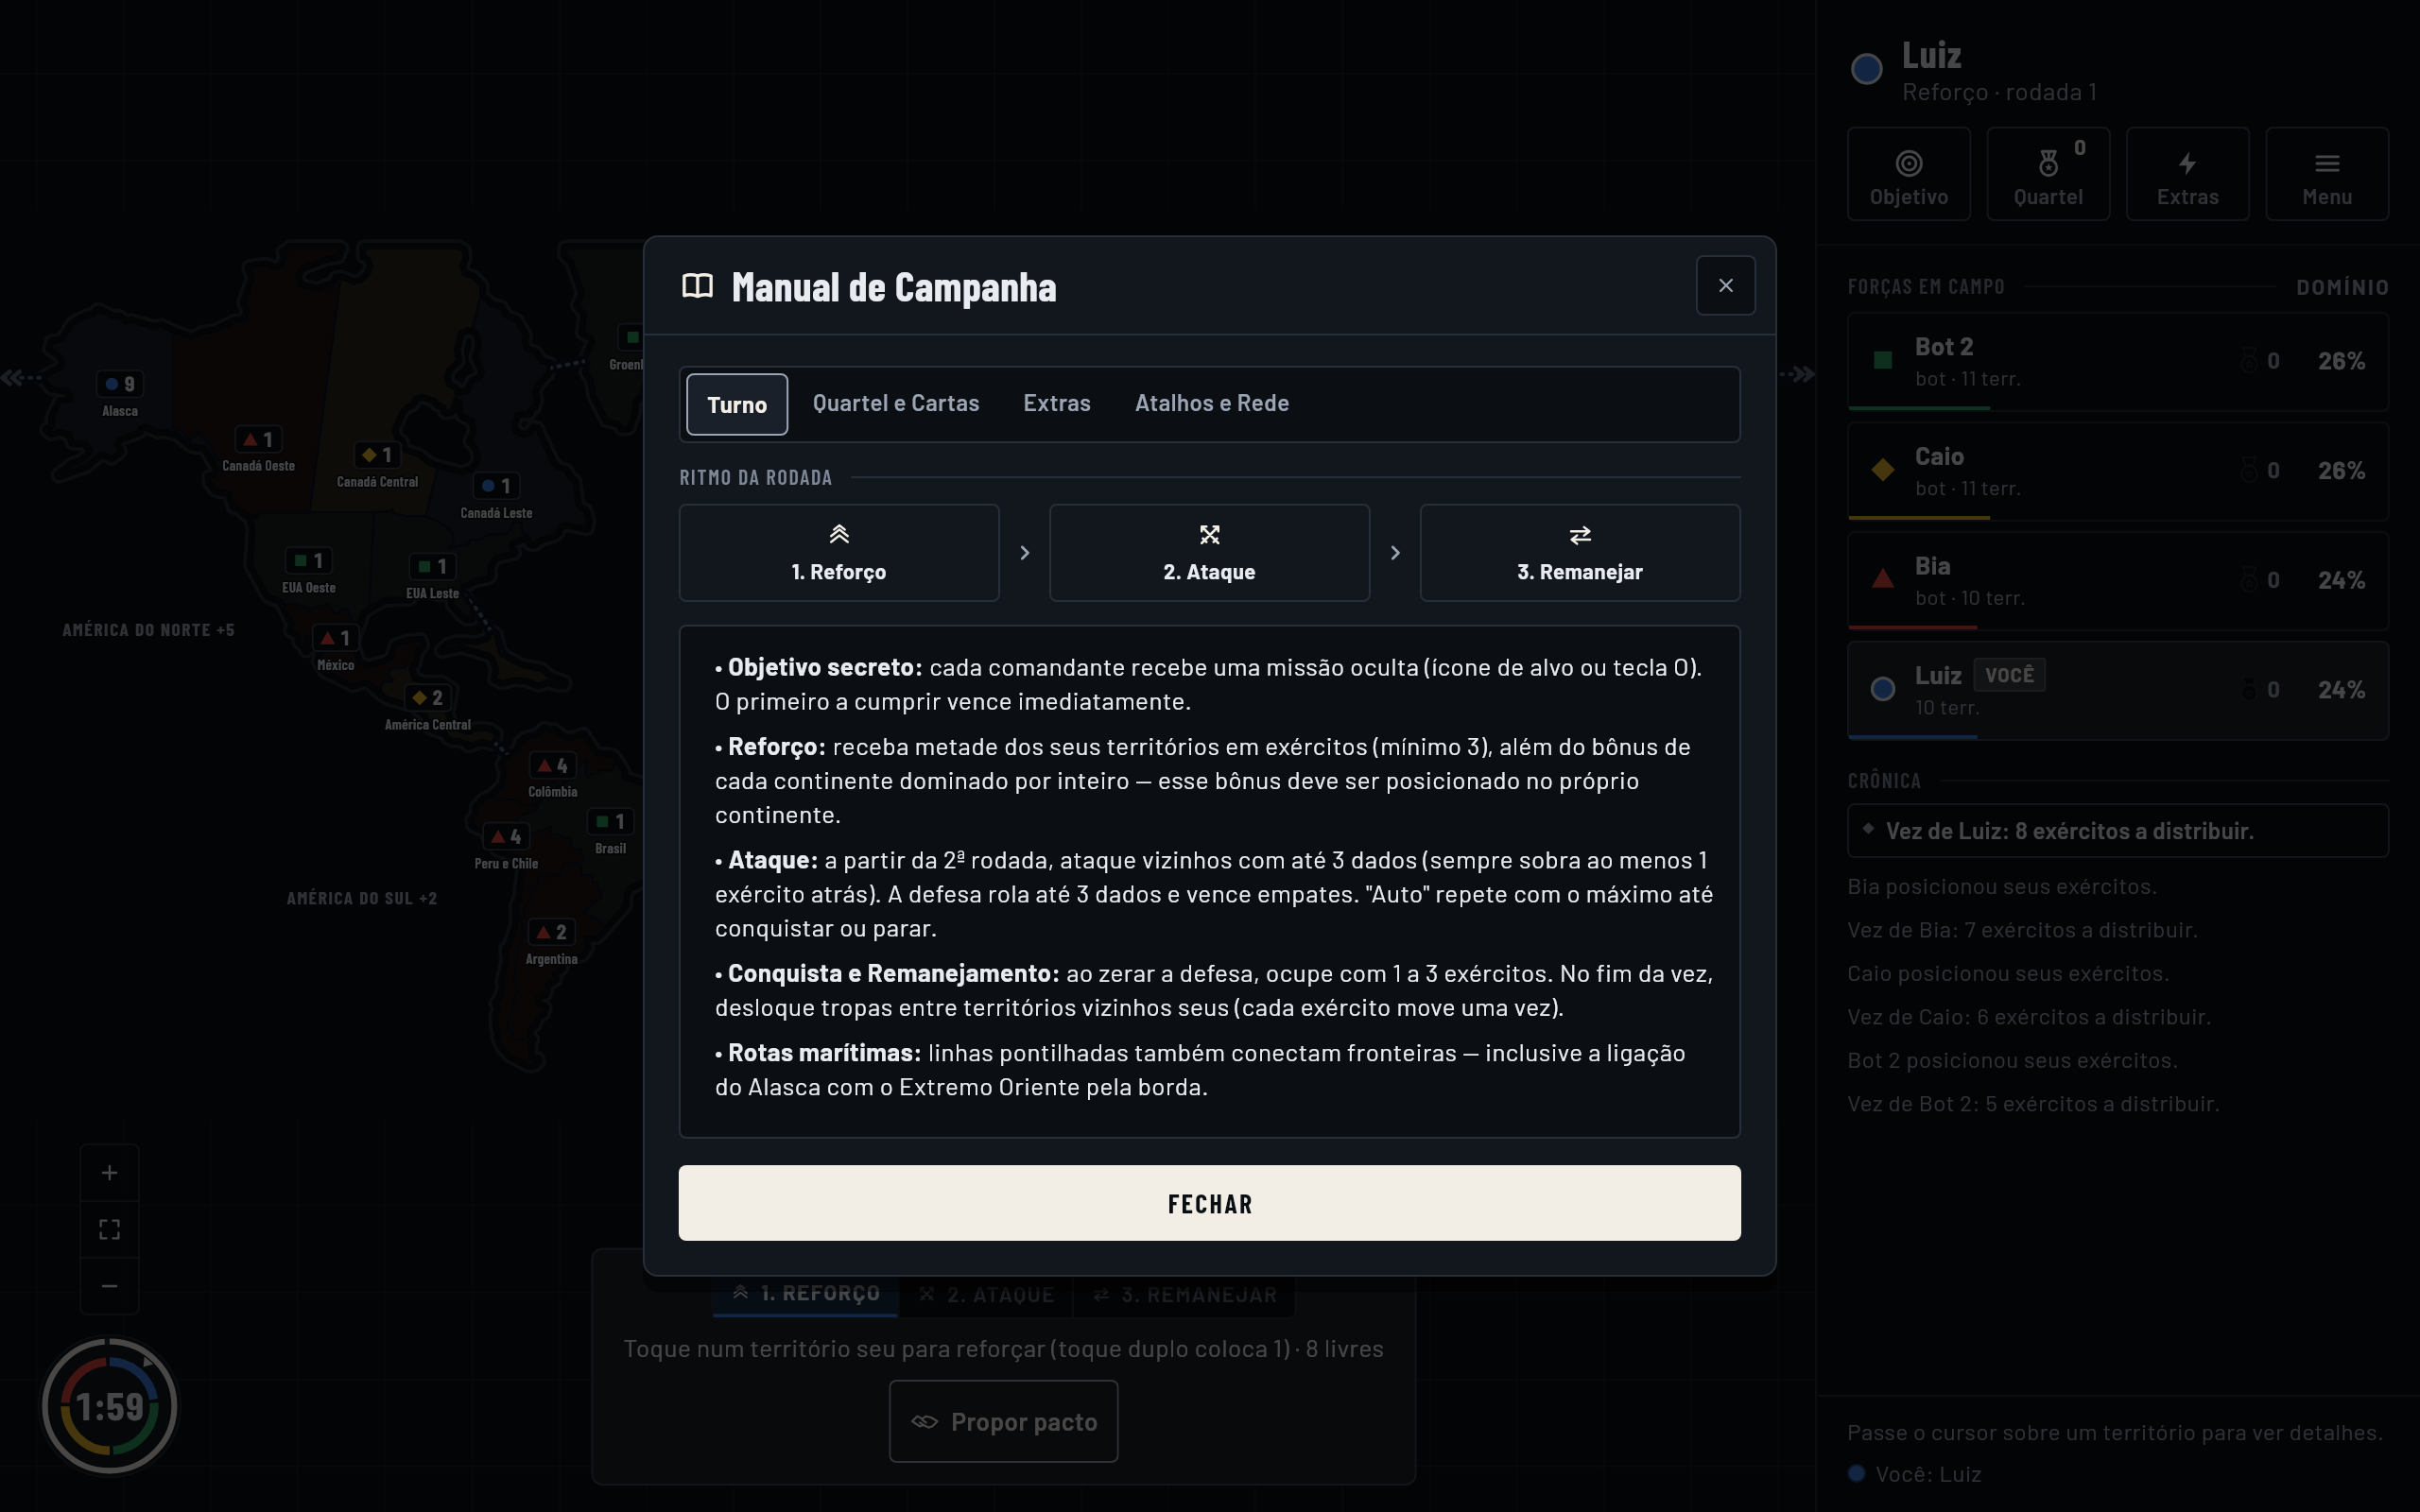 Luiz
Reforço · rodada 1
Objetivo
0
Quartel
Extras
Menu
FORÇAS EM CAMPO
DOMÍNIO
Bot 2
bot · 11 terr.
0
26%
Caio
bot · 11 terr.
0
26%
Bia
bot · 10 terr.
0
24%
Luiz VOCÊ
10 terr.
0
24%
CRÔNICA
Vez de Luiz: 8 exércitos a distribuir.
Bia posicionou seus exércitos.
Vez de Bia: 7 exércitos a distribuir.
Caio posicionou seus exércitos.
Vez de Caio: 6 exércitos a distribuir.
Bot 2 posicionou seus exércitos.
Vez de Bot 2: 5 exércitos a distribuir.
Passe o cursor sobre um território para ver detalhes.
Você: Luiz
Manual de Campanha
Turno
Quartel e Cartas
Extras
Atalhos e Rede
RITMO DA RODADA
1. Reforço
2. Ataque
3. Remanejar
• Objetivo secreto: cada comandante recebe uma missão oculta (ícone de alvo ou tecla O).
O primeiro a cumprir vence imediatamente.
• Reforço: receba metade dos seus territórios em exércitos (mínimo 3), além do bônus de
cada continente dominado por inteiro — esse bônus deve ser posicionado no próprio
continente.
• Ataque: a partir da 2ª rodada, ataque vizinhos com até 3 dados (sempre sobra ao menos 1
exército atrás). A defesa rola até 3 dados e vence empates. "Auto" repete com o máximo até
conquistar ou parar.
• Conquista e Remanejamento: ao zerar a defesa, ocupe com 1 a 3 exércitos. No fim da vez,
desloque tropas entre territórios vizinhos seus (cada exército move uma vez).
• Rotas marítimas: linhas pontilhadas também conectam fronteiras — inclusive a ligação
do Alasca com o Extremo Oriente pela borda.
FECHAR
9
Alasca
1
Canadá Oeste
1
Canadá Central
1
Canadá Leste
1
EUA Oeste
1
EUA Leste
AMÉRICA DO NORTE +5
1
México
2
América Central
4
Colômbia
4
Peru e Chile
1
Brasil
AMÉRICA DO SUL +2
2
Argentina
1:59
1. REFORÇO
2. ATAQUE
3. REMANEJAR
Toque num território seu para reforçar (toque duplo coloca 1) · 8 livres
Propor pacto